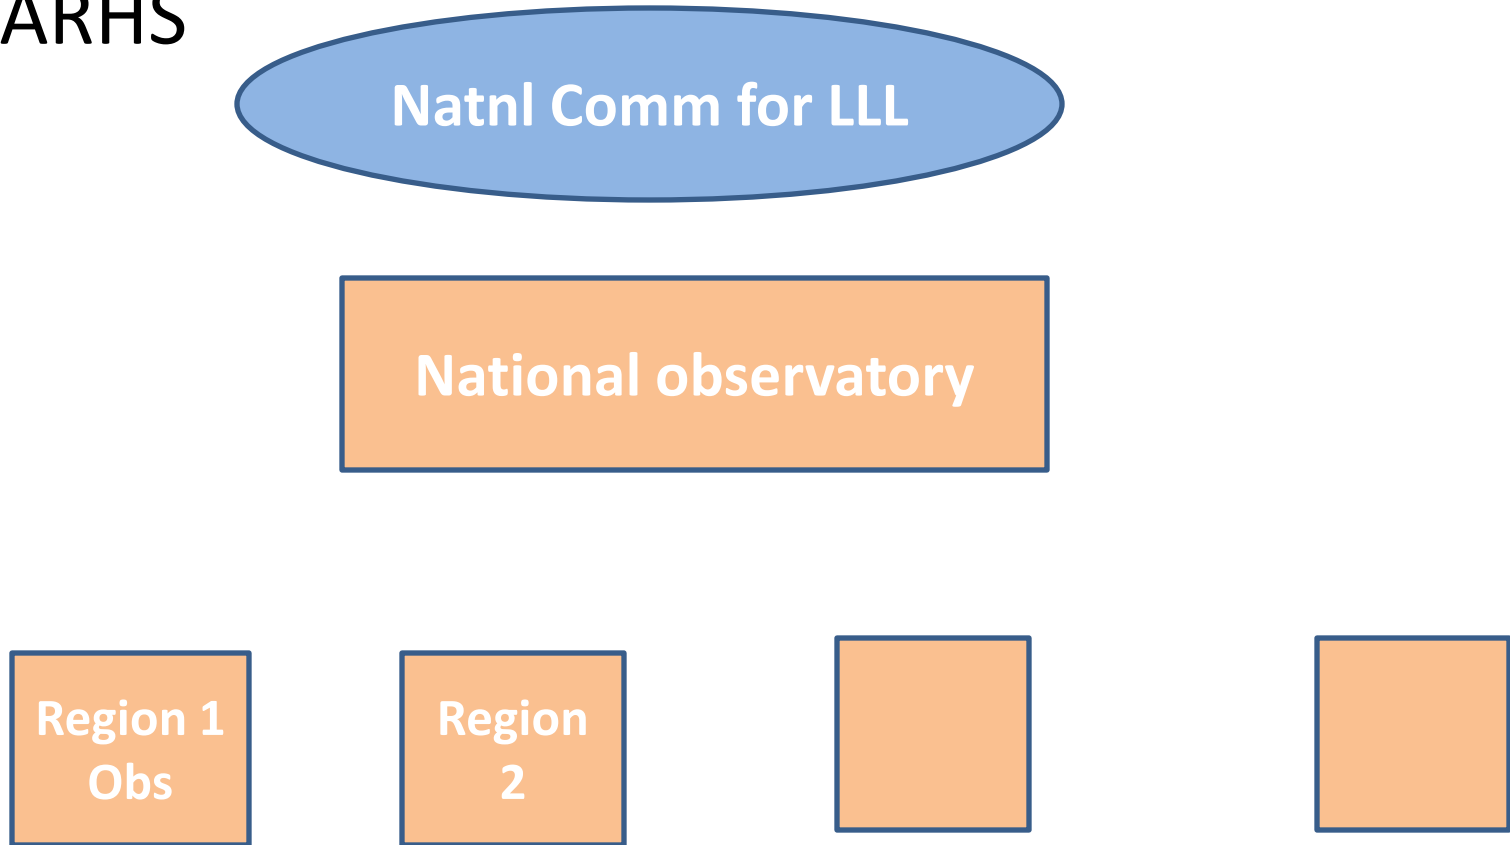 ARHS
Natnl Comm for LLL
National observatory
Region 1
Obs
Region
2